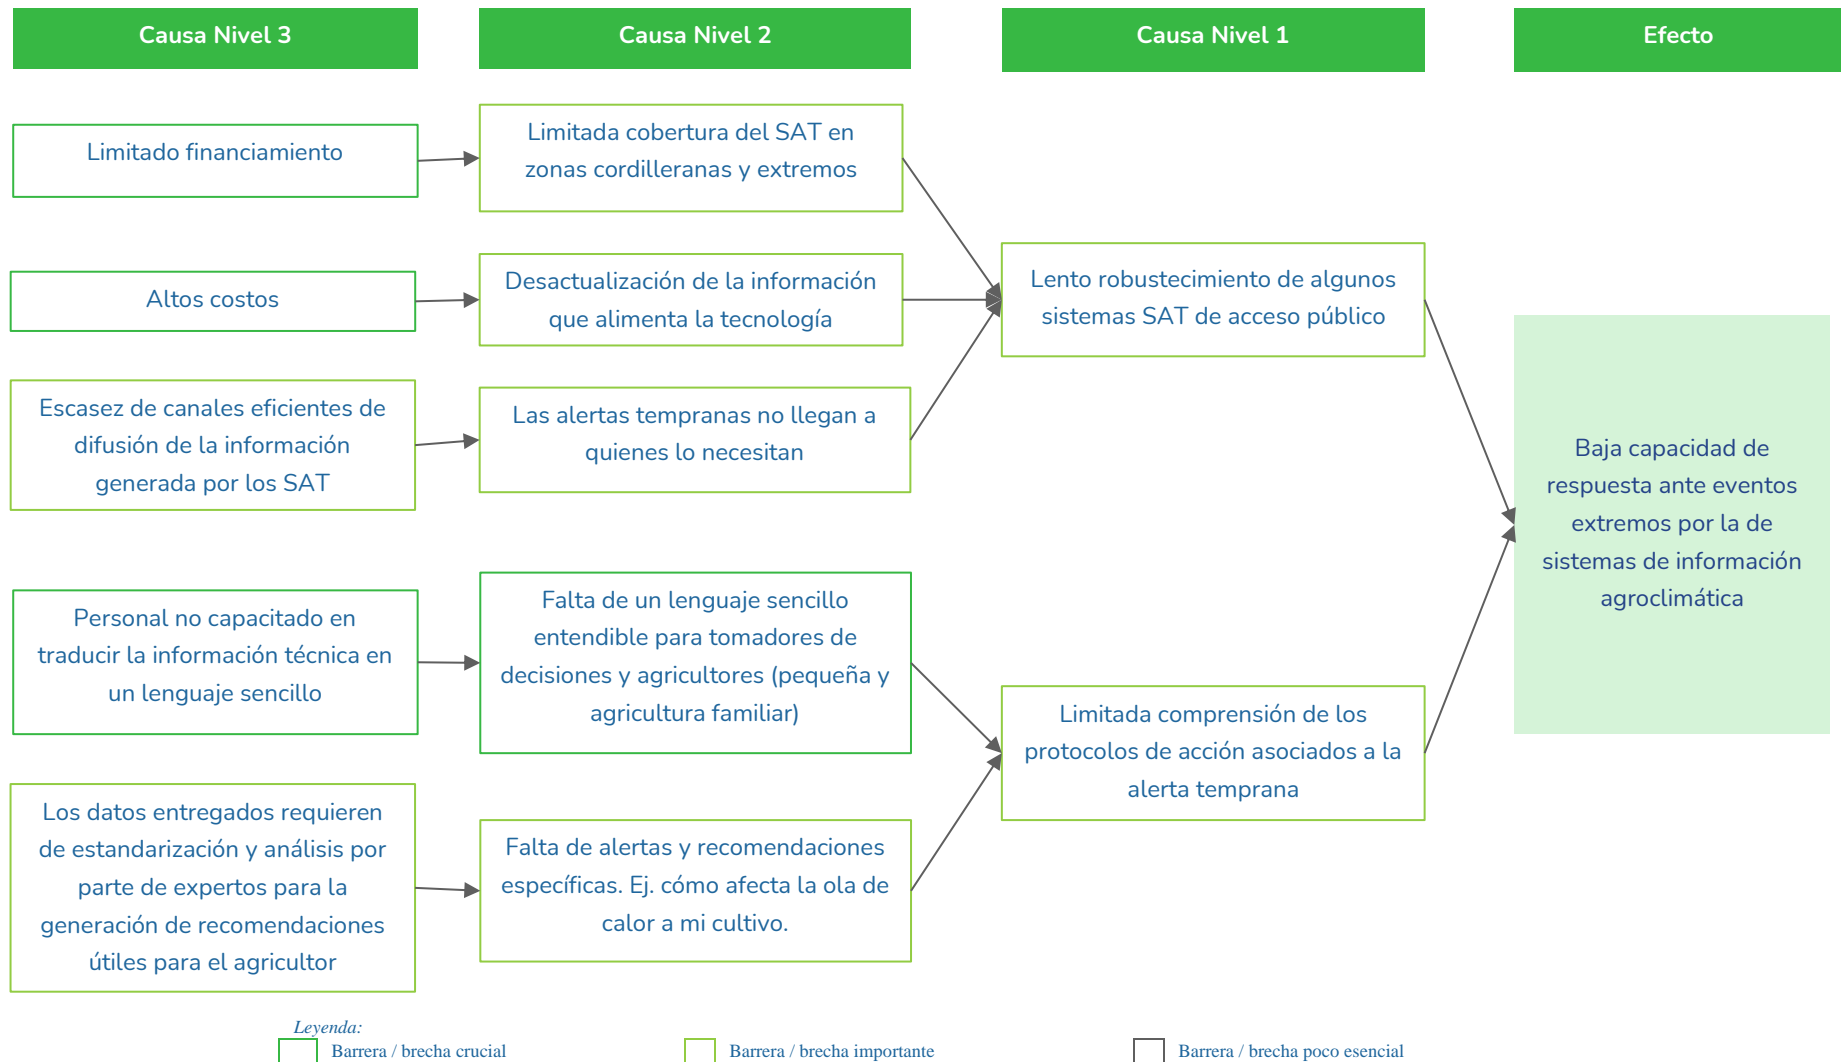 Causa Nivel 3
Causa Nivel 2
Causa Nivel 1
Efecto
Limitado financiamiento
Limitada cobertura del SAT en
zonas cordilleranas y extremos
Altos costos
Desactualización de la información
que alimenta la tecnología
Lento robustecimiento de algunos
sistemas SAT de acceso público
Escasez de canales eficientes de
difusión de la información
generada por los SAT
Las alertas tempranas no llegan a
quienes lo necesitan
Baja capacidad de
respuesta ante eventos
extremos por la de
sistemas de información
agroclimática
Personal no capacitado en
traducir la información técnica en
un lenguaje sencillo
Falta de un lenguaje sencillo
entendible para tomadores de
decisiones y agricultores (pequeña y
agricultura familiar)
Limitada comprensión de los
protocolos de acción asociados a la
alerta temprana
Los datos entregados requieren
de estandarización y análisis por
parte de expertos para la
generación de recomendaciones
útiles para el agricultor
Falta de alertas y recomendaciones
específicas. Ej. cómo afecta la ola de
calor a mi cultivo.
Leyenda:
Barrera / brecha crucial
Barrera / brecha importante
Barrera / brecha poco esencial